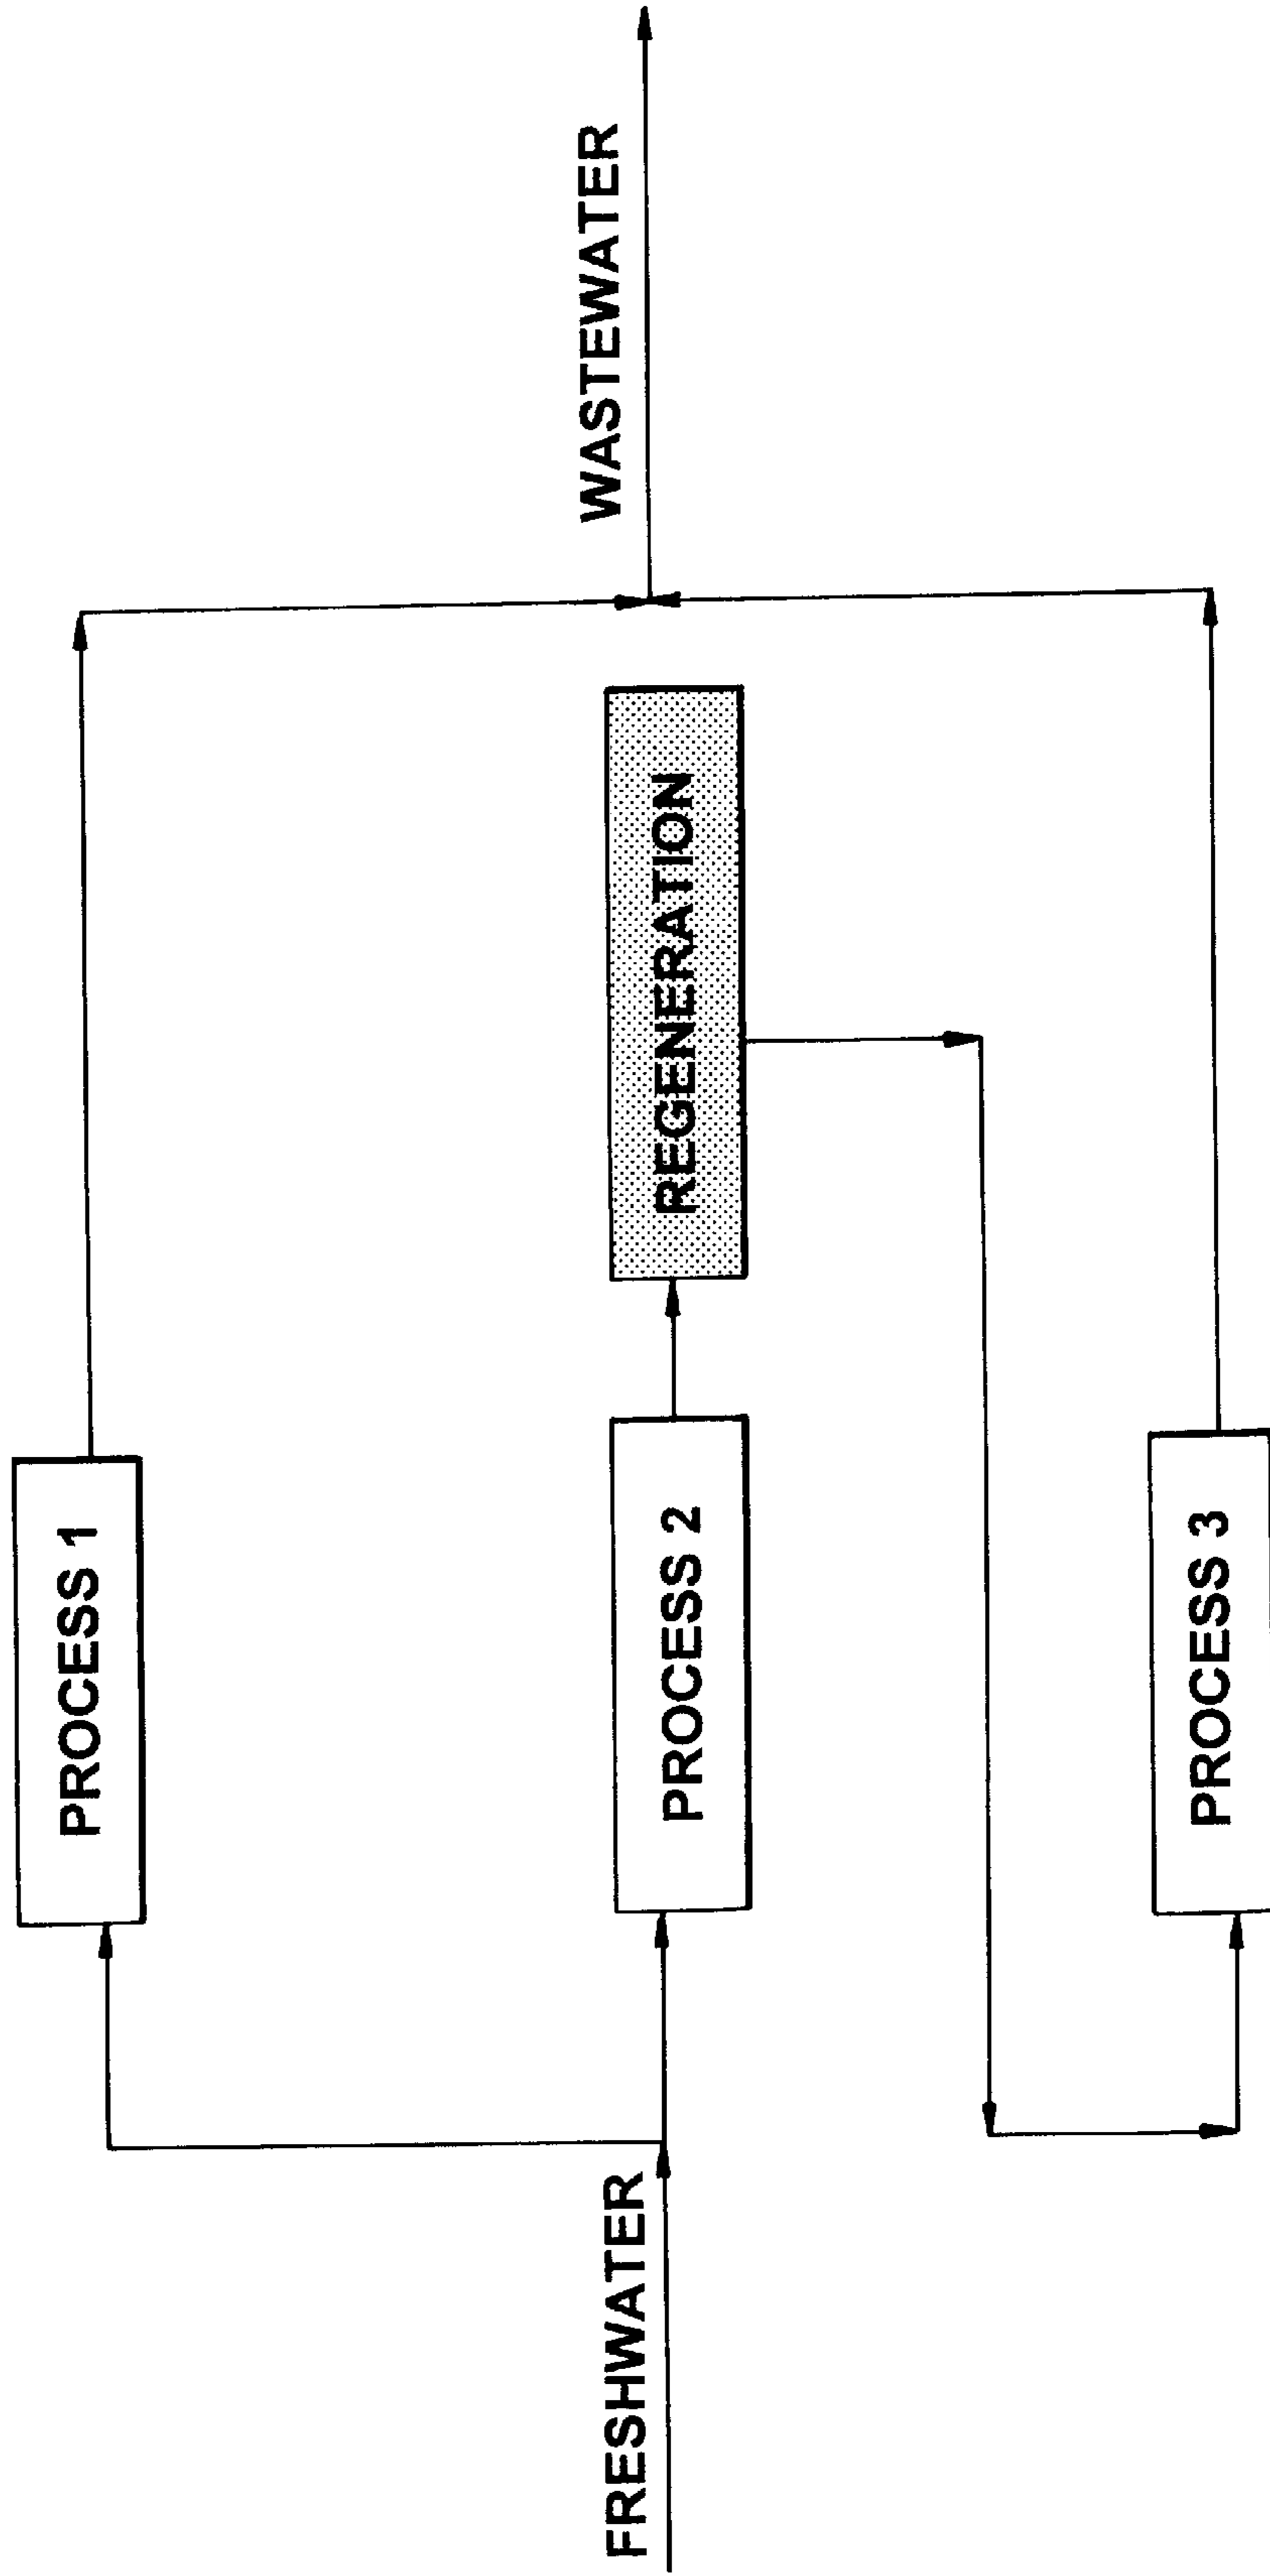 FRESHWATER
PROCESS 1
PROCESS 2
PROCESS 3
REGENERATION
WASTEWATER